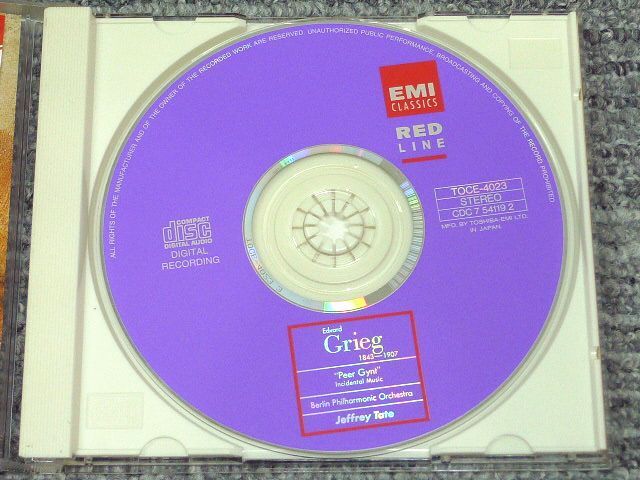 ALL RIGHTS OF THE MANUFACTURER AND OF THE OWNER OF THE RECORDED WORK ARE RESERVED. UNAUTHORIZED PUBLIC PERFORMANCE, BROADCASTING AND COPYING OF THE RECORD PROHIBITED
EMI
CLASSICS
RED
LINE
TOCE-4023
STEREO
CDC 7 54119 2
MFD. BY TOSHIBA-EMI LTD.
IN JAPAN.
COMPACT
disc
DIGITAL AUDIO
DIGITAL
RECORDING
Edvard
Grieg
1843—1907
"Peer Gynt"
Incidental Music
Berlin Philharmonic Orchestra
Jeffrey Tate